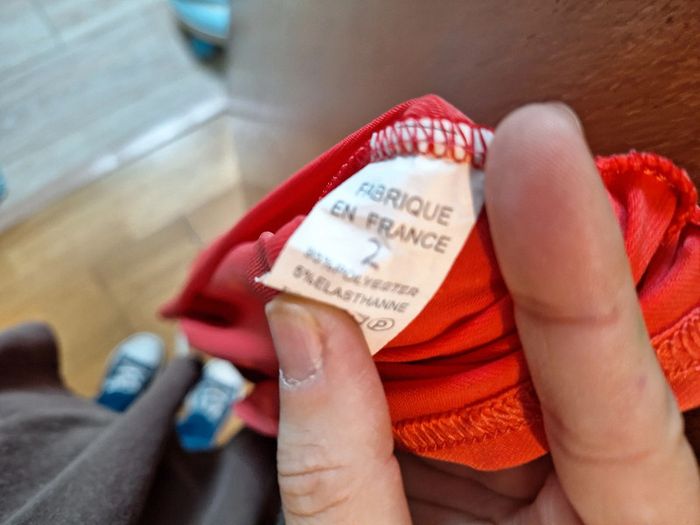 FABRIQUE
EN FRANCE
2
95% POLYESTER
5% ELASTHANNE
P